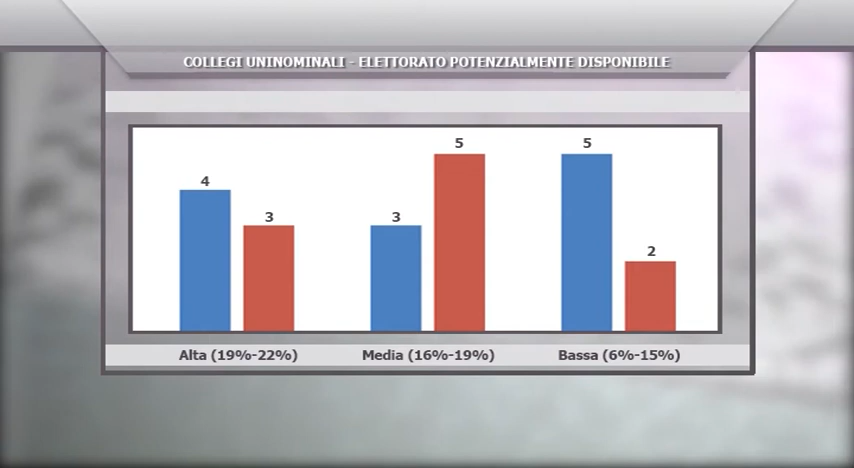 COLLEGI UNINOMINALI - ELETTORATO POTENZIALMENTE DISPONIBILE
4 3 3 5 5 2
Alta (19%-22%) Media (16%-19%) Bassa (6%-15%)